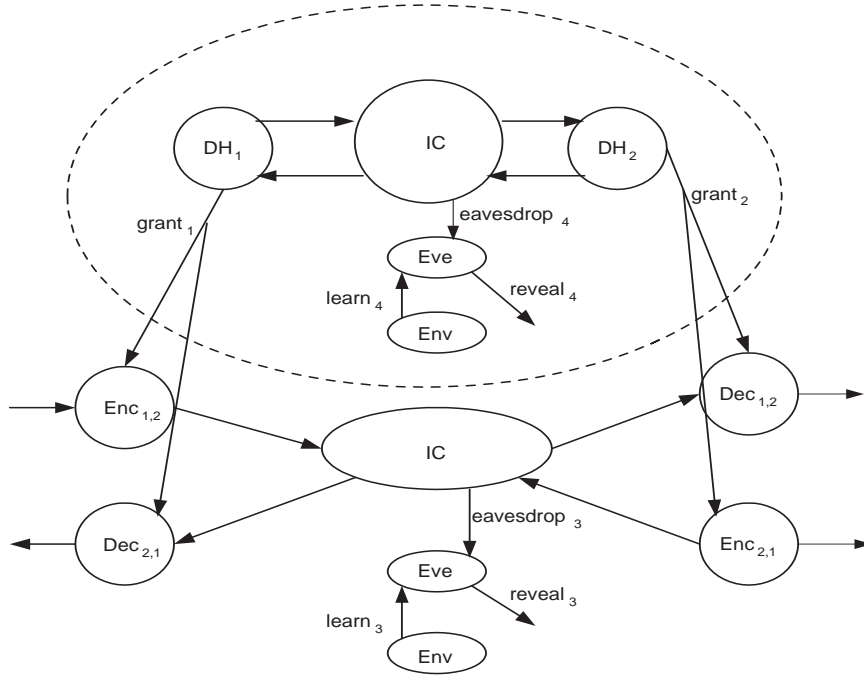 DH₁
IC
DH₂
grant₁
grant₂
eavesdrop₄
Eve
learn₄
reveal₄
Env
Enc₁,₂
Dec₁,₂
IC
Dec₂,₁
eavesdrop₃
Enc₂,₁
Eve
learn₃
reveal₃
Env